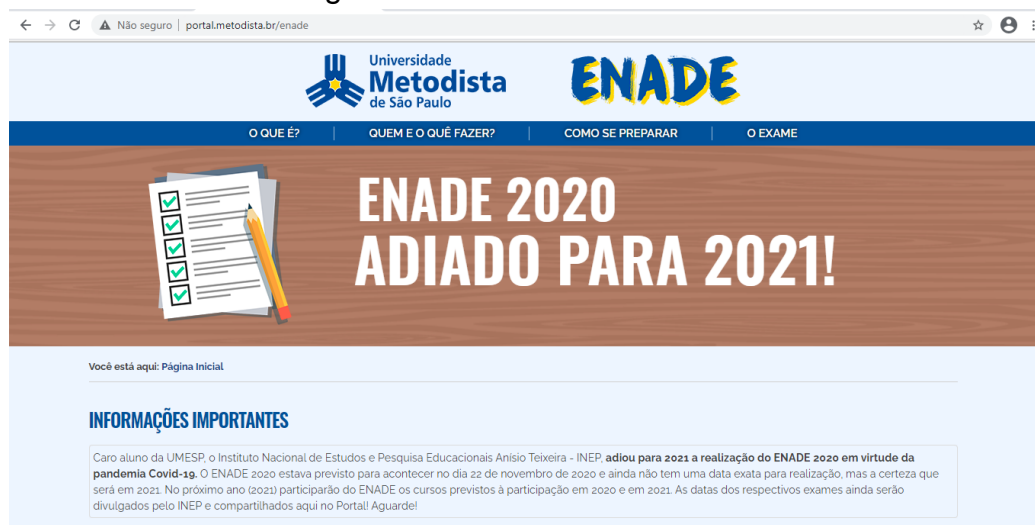 Não seguro | portal.metodista.br/enade
Universidade
Metodista
de São Paulo
ENADE
O QUE É? | QUEM E O QUÊ FAZER? | COMO SE PREPARAR | O EXAME
ENADE 2020
ADIADO PARA 2021!
Você está aqui: Página Inicial
INFORMAÇÕES IMPORTANTES
Caro aluno da UMESP, o Instituto Nacional de Estudos e Pesquisa Educacionais Anísio Teixeira - INEP, adiou para 2021 a realização do ENADE 2020 em virtude da
pandemia Covid-19. O ENADE 2020 estava previsto para acontecer no dia 22 de novembro de 2020 e ainda não tem uma data exata para realização, mas a certeza que
será em 2021. No próximo ano (2021) participarão do ENADE os cursos previstos à participação em 2020 e em 2021. As datas dos respectivos exames ainda serão
divulgados pelo INEP e compartilhados aqui no Portal! Aguarde!